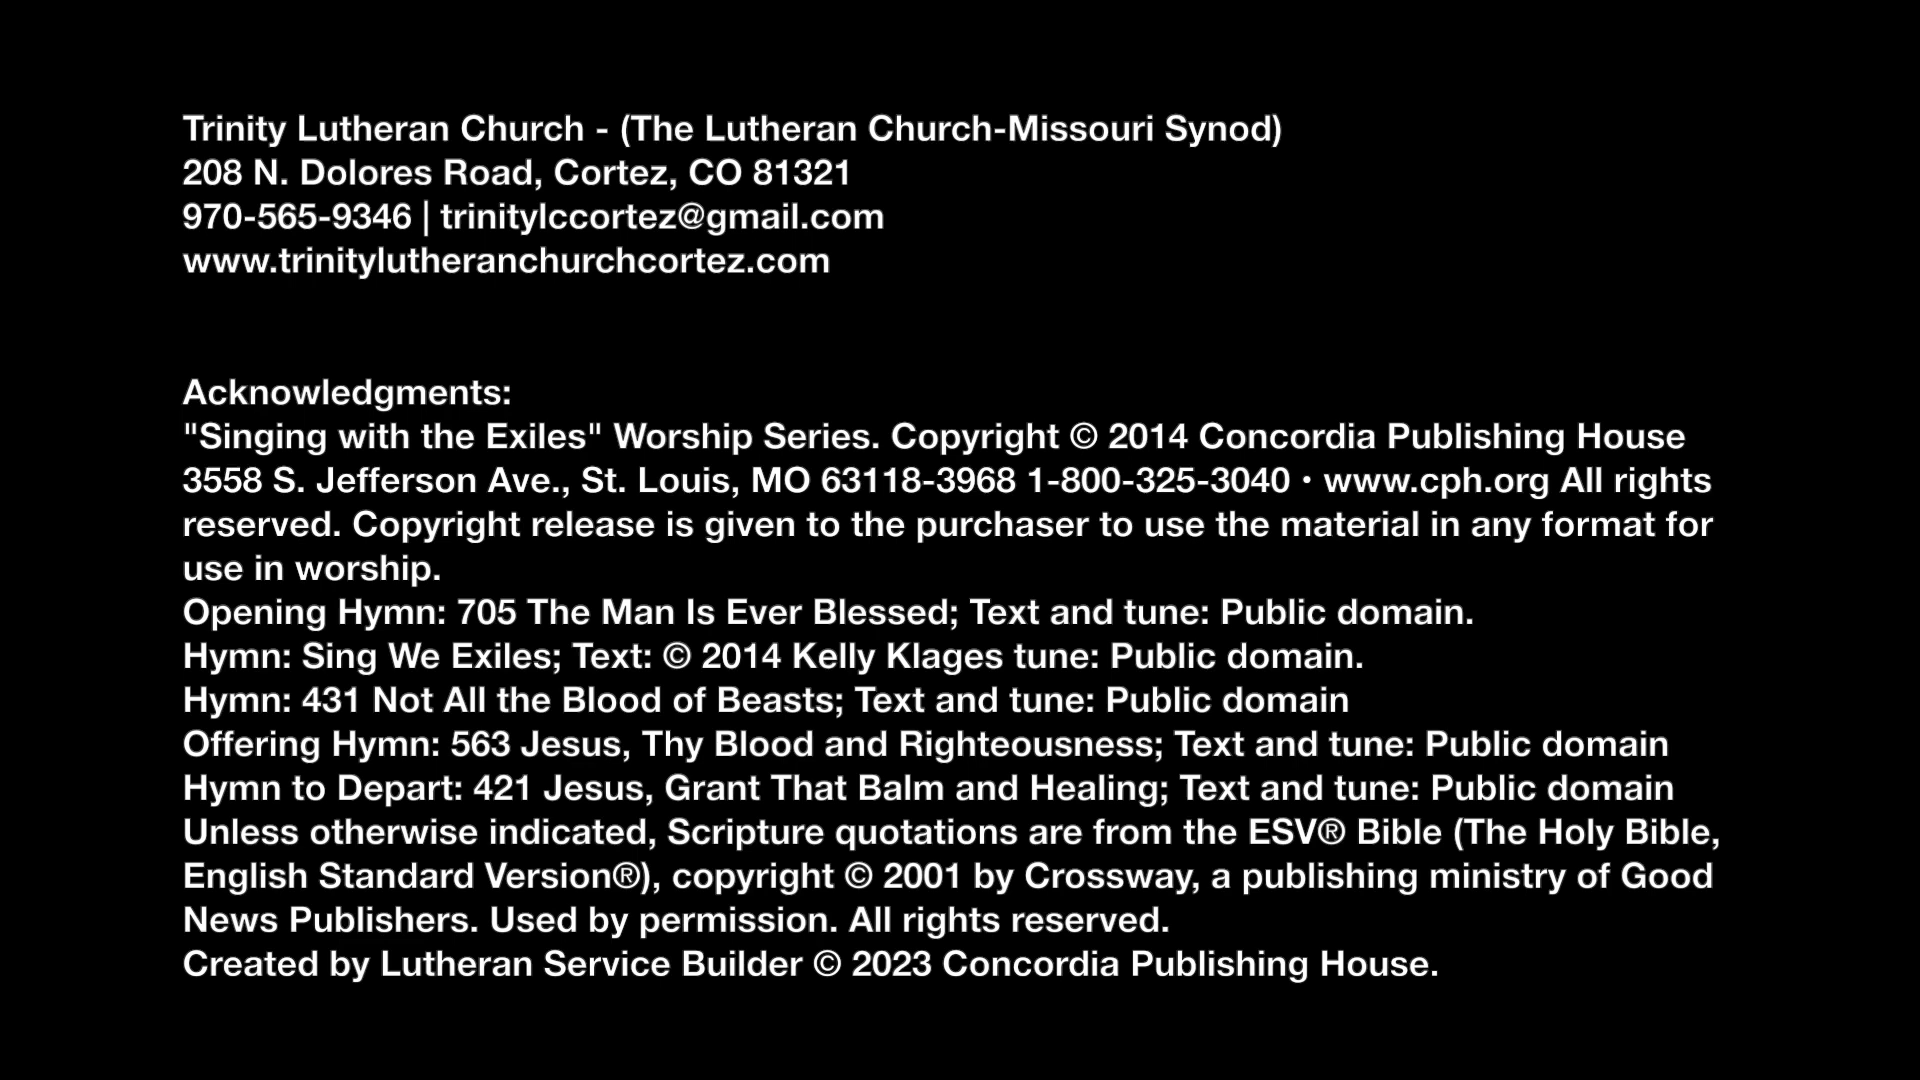 Trinity Lutheran Church - (The Lutheran Church-Missouri Synod)
208 N. Dolores Road, Cortez, CO 81321
970-565-9346 | trinitylccortez@gmail.com
www.trinitylutheranchurchcortez.com
Acknowledgments:
"Singing with the Exiles" Worship Series. Copyright © 2014 Concordia Publishing House
3558 S. Jefferson Ave., St. Louis, MO 63118-3968 1-800-325-3040 • www.cph.org All rights
reserved. Copyright release is given to the purchaser to use the material in any format for
use in worship.
Opening Hymn: 705 The Man Is Ever Blessed; Text and tune: Public domain.
Hymn: Sing We Exiles; Text: © 2014 Kelly Klages tune: Public domain.
Hymn: 431 Not All the Blood of Beasts; Text and tune: Public domain
Offering Hymn: 563 Jesus, Thy Blood and Righteousness; Text and tune: Public domain
Hymn to Depart: 421 Jesus, Grant That Balm and Healing; Text and tune: Public domain
Unless otherwise indicated, Scripture quotations are from the ESV® Bible (The Holy Bible,
English Standard Version®), copyright © 2001 by Crossway, a publishing ministry of Good
News Publishers. Used by permission. All rights reserved.
Created by Lutheran Service Builder © 2023 Concordia Publishing House.